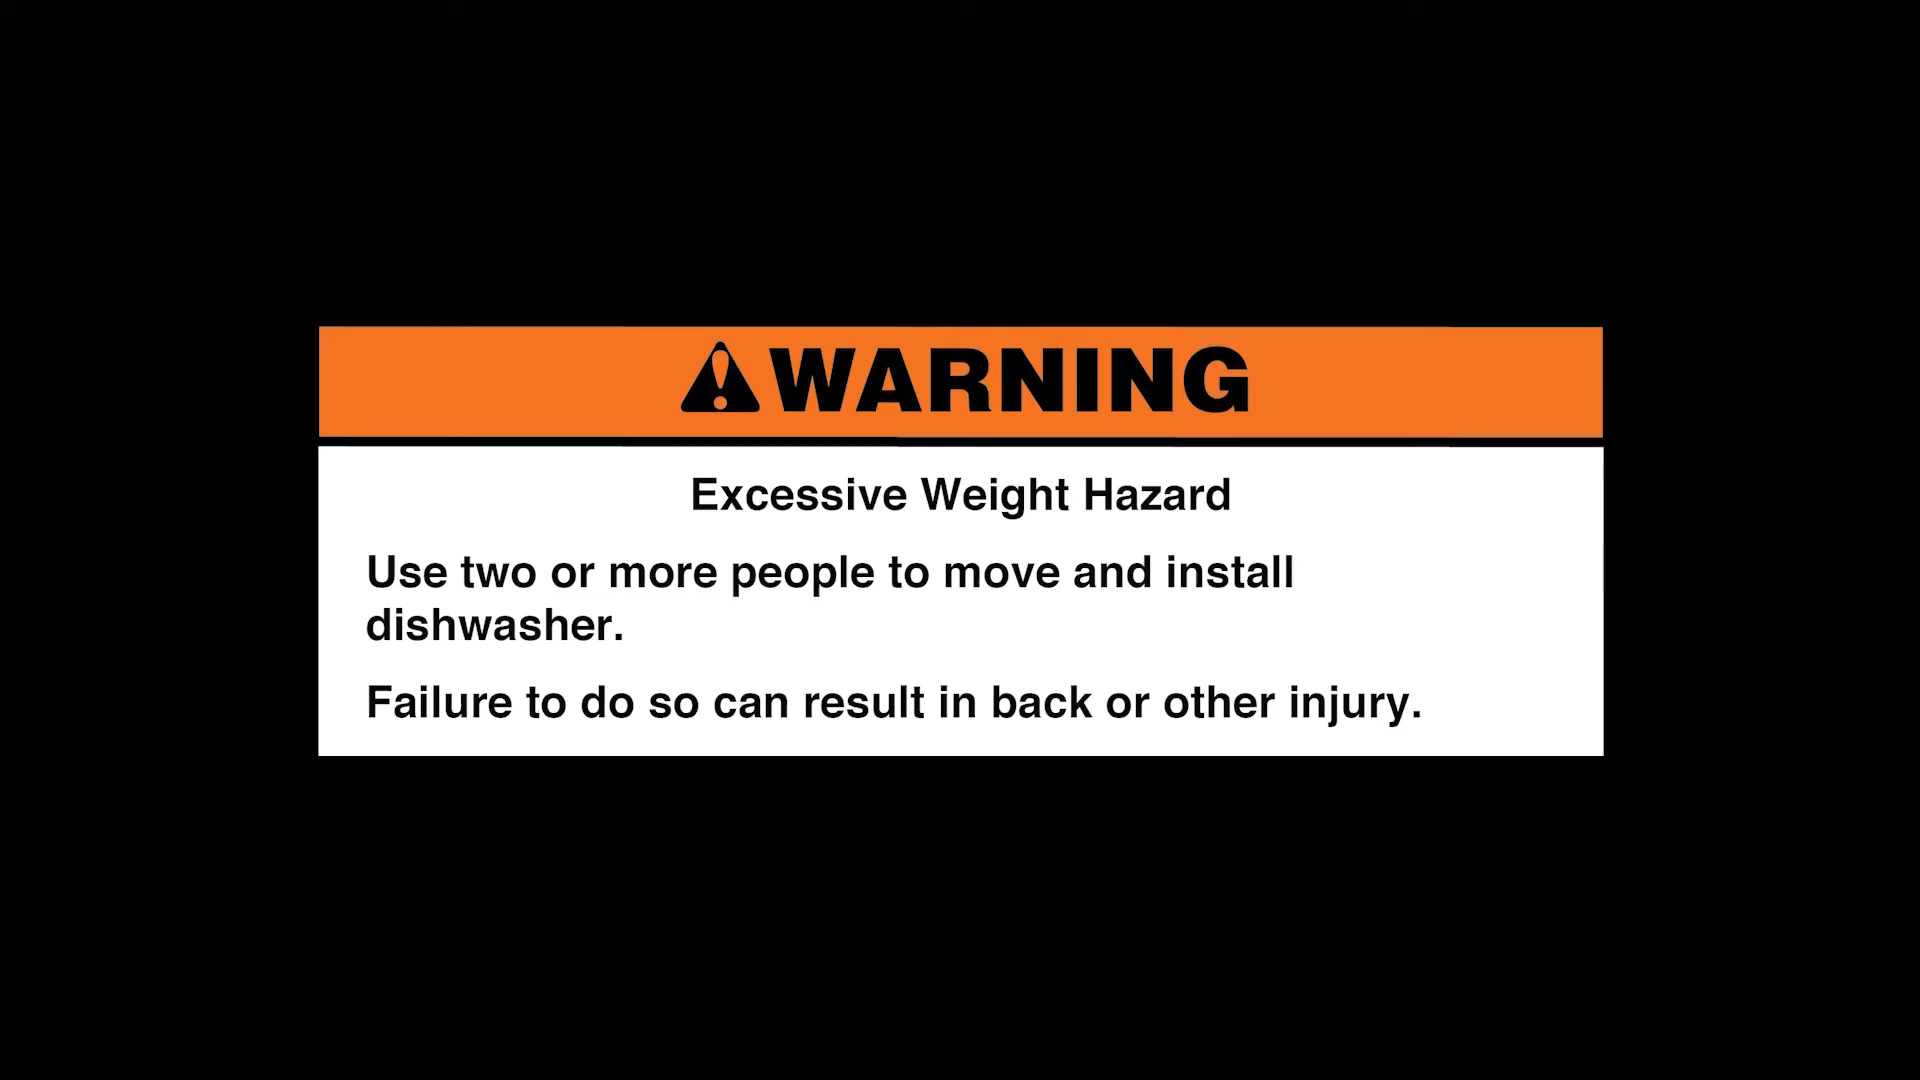 WARNING
Excessive Weight Hazard
Use two or more people to move and install
dishwasher.
Failure to do so can result in back or other injury.